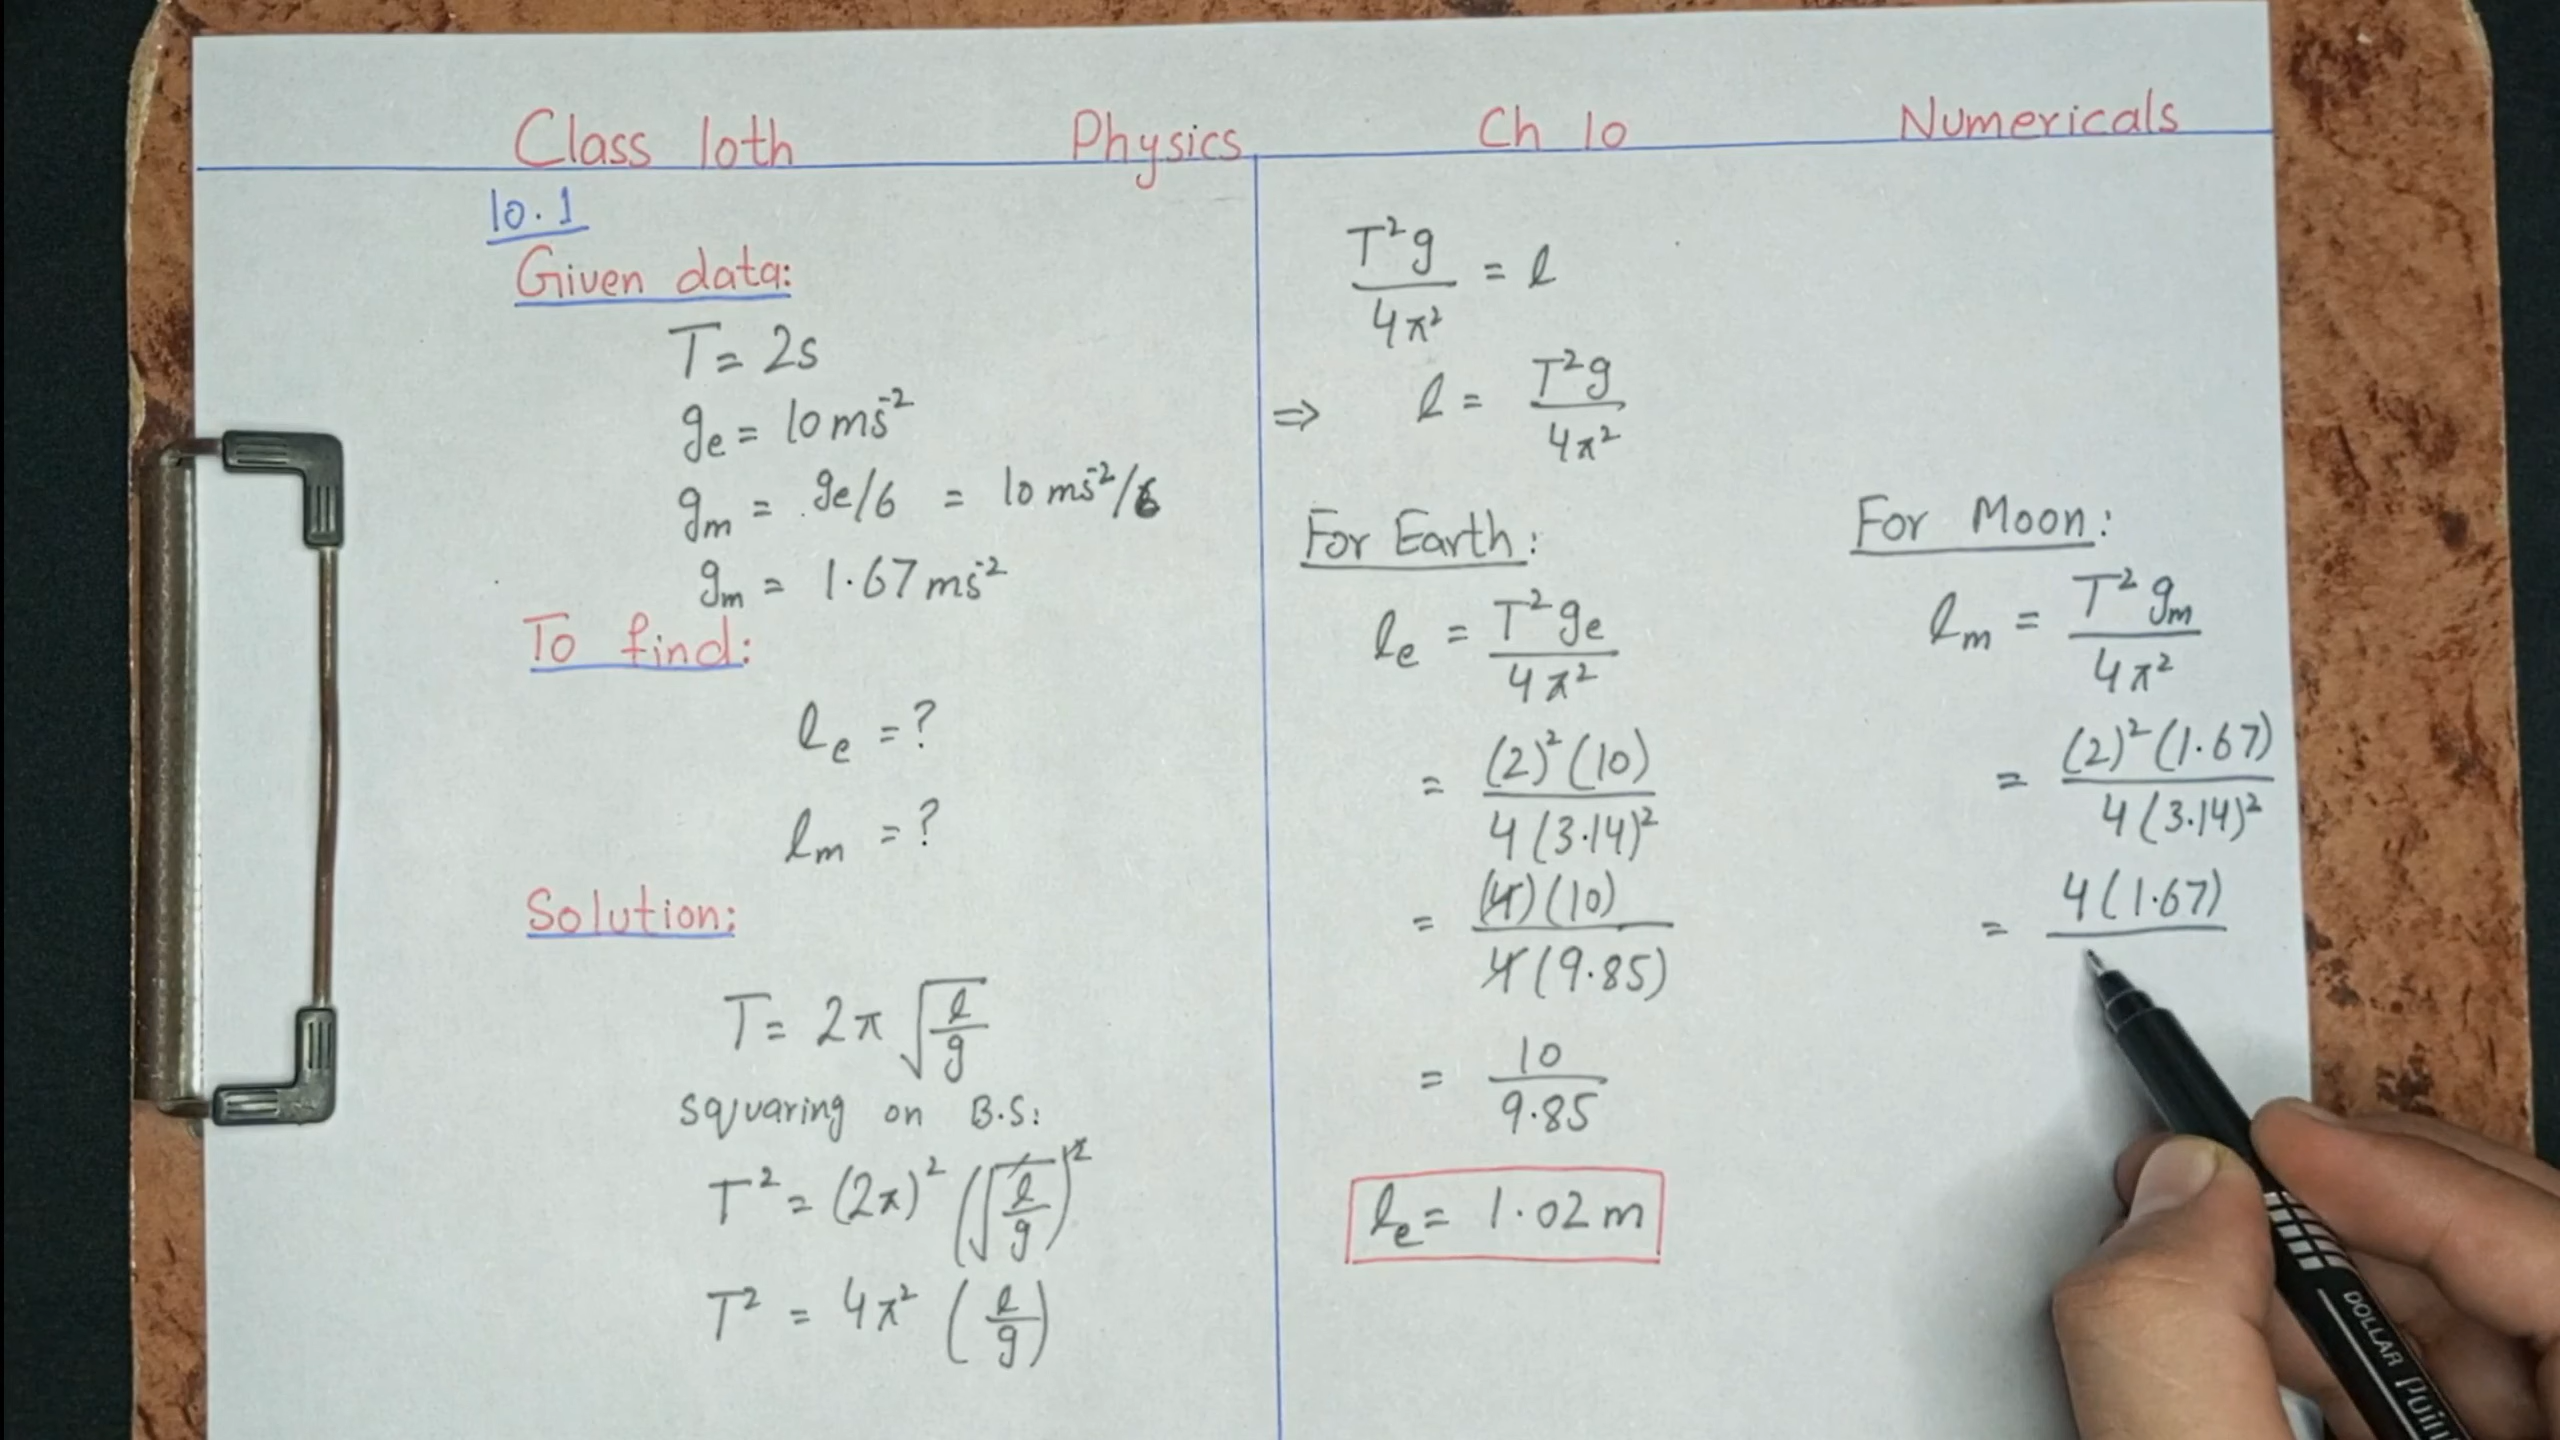 Class 10th Physics Ch 10 Numericals
10.1
Given data:
T = 2s
ge = 10 ms⁻²
gm = ge/6 = 10 ms⁻²/6
gm = 1.67 ms⁻²
To find:
le = ?
lm = ?
Solution:
T = 2π √(l/g)
squaring on B.S:
T² = (2π)² (√(l/g))²
T² = 4π² (l/g)
T²g/4π² = l
⇒ l = T²g/4π²
For Earth:
le = T²ge/4π²
= (2)²(10)/4(3.14)²
= (4)(10)/4(9.85)
= 10/9.85
le = 1.02 m
For Moon:
lm = T²gm/4π²
= (2)²(1.67)/4(3.14)²
= 4(1.67)
DOLLAR